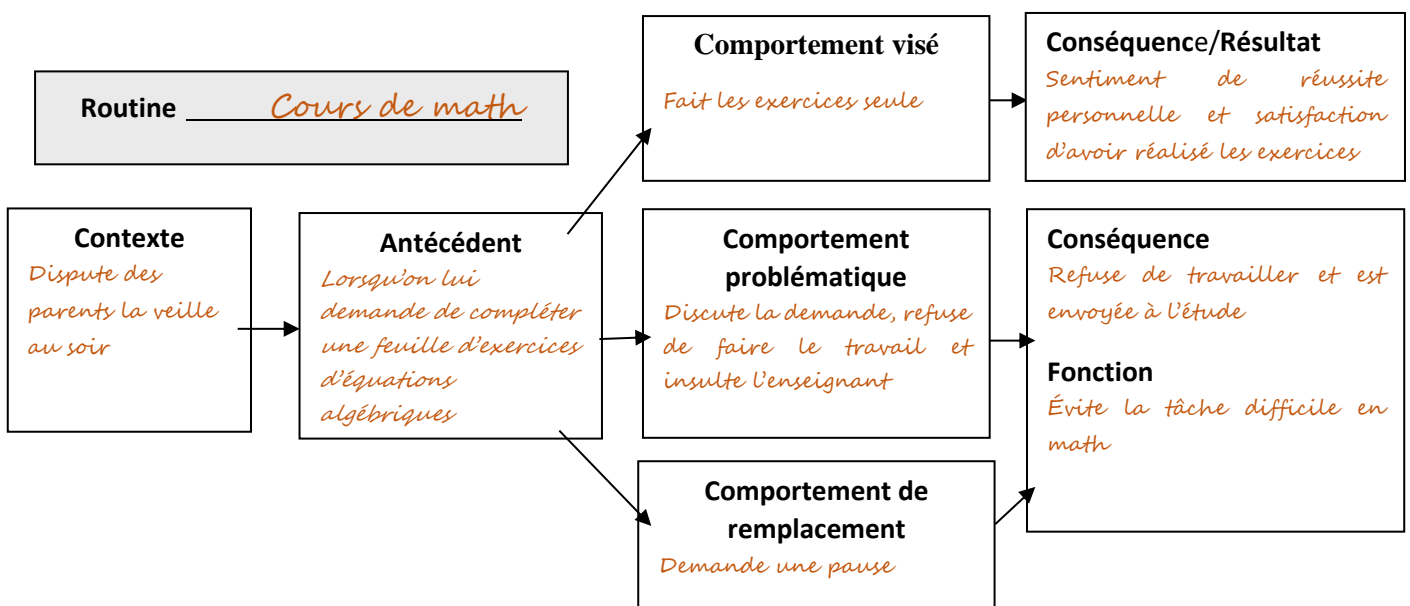 Routine Cours de math
Contexte
Dispute des
parents la veille
au soir
Antécédent
Lorsqu'on lui
demande de compléter
une feuille d'exercices
d'équations
algébriques
Comportement visé
Fait les exercices seule
Conséquence/Résultat
Sentiment de réussite
personnelle et satisfaction
d'avoir réalisé les exercices
Comportement
problématique
Discute la demande, refuse
de faire le travail et
insulte l'enseignant
Conséquence
Refuse de travailler et est
envoyée à l'étude
Fonction
Évite la tâche difficile en
math
Comportement de
remplacement
Demande une pause